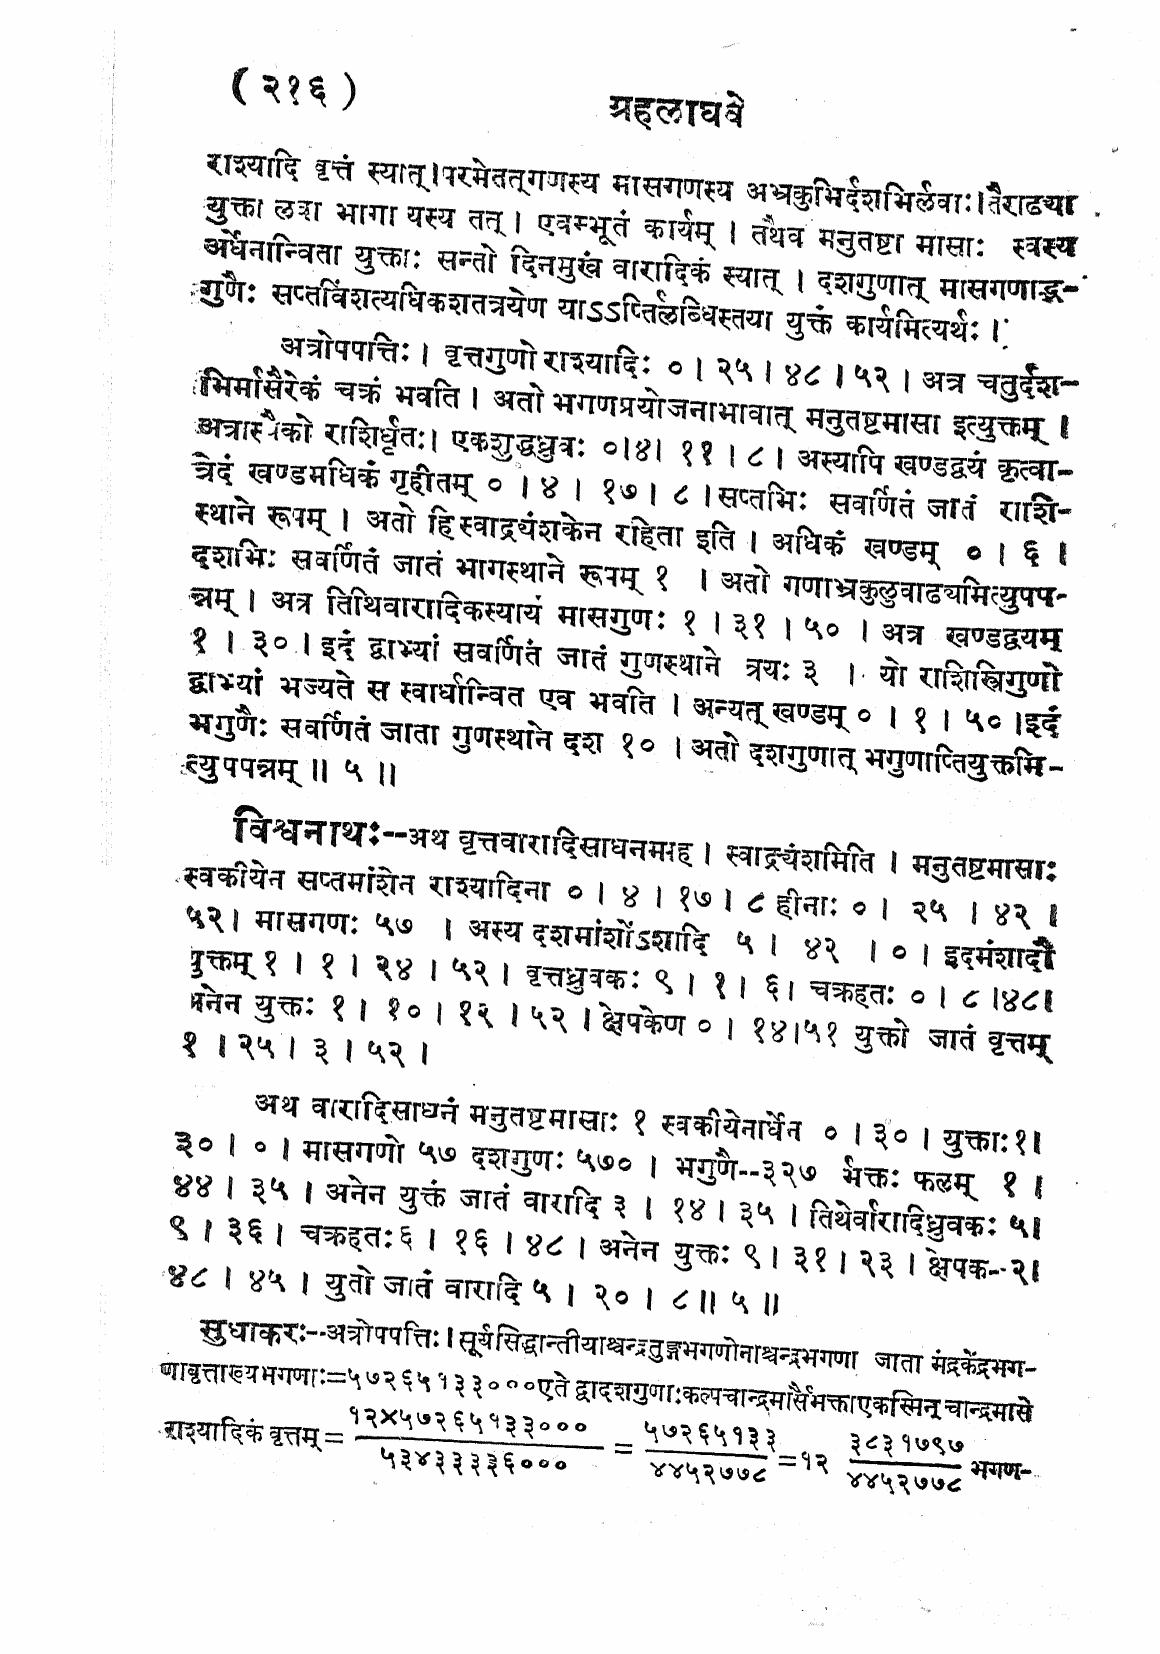 ( २१६ )
ग्रहलाघवे
राश्यादि वृत्तं स्यात् । परमेतत्गणस्य मासगणस्य अभ्रकुभिर्दशभिर्लवाः । तैराढया
युक्ता लवा भागा यस्य तत् । एवम्भूतं कार्यम् । तथैव मनुतष्टा मासाः स्वस्य
अर्धेनान्विता युक्ताः सन्तो दिनमुखं वारादिकं स्यात् । दशगुणात् मासगणाद्भ-
गुणैः सप्तविंशत्यधिकशतत्रयेण याऽऽप्तिर्लब्धिस्तया युक्तं कार्यमित्यर्थः ।
अत्रोपपत्तिः । वृत्तगुणो राश्यादिः ० । २५ । ४८ । ५२ । अत्र चतुर्दश-
भिर्मासैरेकं चक्रं भवति । अतो भगणप्रयोजनाभावात् मनुतष्टमासा इत्युक्तम् ।
अत्रास्यैको राशिर्धृतः । एकशुद्धध्रुवः ०।४। ११ । ८ । अस्यापि खण्डद्वयं कृत्वा-
त्रेदं खण्डमधिकं गृहीतम् ० । ४ । १७ । ८ । सप्तभिः सवर्णितं जातं राशि-
स्थाने रूपम् । अतो हि स्वाद्रयंशकेन रहिता इति । अधिकं खण्डम् ० । ६ ।
दशभिः सवर्णितं जातं भागस्थाने रूपम् १ । अतो गणाभ्रकुलवाढ्यमित्युपप-
न्नम् । अत्र तिथिवारादिकस्यायं मासगुणः १ । ३१ । ५० । अत्र खण्डद्वयम्
१ । ३० । इदं द्वाभ्यां सवर्णितं जातं गुणस्थाने त्रयः ३ । यो राशिस्त्रिगुणो
द्वाभ्यां भज्यते स स्वार्धान्वित एव भवति । अन्यत् खण्डम् ० । १ । ५० । इदं
भगुणैः सवर्णितं जाता गुणस्थाने दश १० । अतो दशगुणात् भगुणाप्तियुक्तमि-
त्युपपन्नम् ॥ ५ ॥
विश्वनाथः--अथ वृत्तवारादिसाधनमाह । स्वाद्रयंशमिति । मनुतष्टमासाः
स्वकीयेन सप्तमांशेन राश्यादिना ० । ४ । १७ । ८ हीनाः ० । २५ । ४२ ।
५२ । मासगणः ५७ । अस्य दशमांशोंऽशादि ५ । ४२ । ० । इदमंशादौ
युक्तम् १ । १ । २४ । ५२ । वृत्तध्रुवकः ९ । १ । ६ । चक्रहतः ० । ८ ।४८।
अनेन युक्तः १ । १० । १२ । ५२ । क्षेपकेण ० । १४।५१ युक्तो जातं वृत्तम्
१ । २५ । ३ । ५२ ।
अथ वारादिसाधनं मनुतष्टमासाः १ स्वकीयेनार्धेन ० । ३० । युक्ताः १।
३० । ० । मासगणो ५७ दशगुणः ५७० । भगुणै--३२७ र्भक्तः फलम् १ ।
४४ । ३५ । अनेन युक्तं जातं वारादि ३ । १४ । ३५ । तिथेर्वारादिध्रुवकः ५।
९ । ३६ । चक्रहतः ६ । १६ । ४८ । अनेन युक्तः ९ । ३१ । २३ । क्षेपक--२।
४८ । ४५ । युतो जातं वारादि ५ । २० । ८ ॥ ५ ॥
सुधाकरः--अत्रोपपत्तिः । सूर्यसिद्धान्तीयाश्चन्द्रतुङ्गभगणोनाश्चन्द्रभगणा जाता मंद्रकेंद्रभग-
णावृत्ताख्यभगणाः=५७२६५१३३०००एते द्वादशगुणाःकल्पचान्द्रमासैर्भक्ताएकस्मिन् चान्द्रमासे
राश्यादिकं वृत्तम् = १२×५७२६५१३३००० / ५३४३३३३६००० = ५७२६५१३३ / ४४५२७७८ =१२ ३८३१७९७ / ४४५२७७८ भगण-